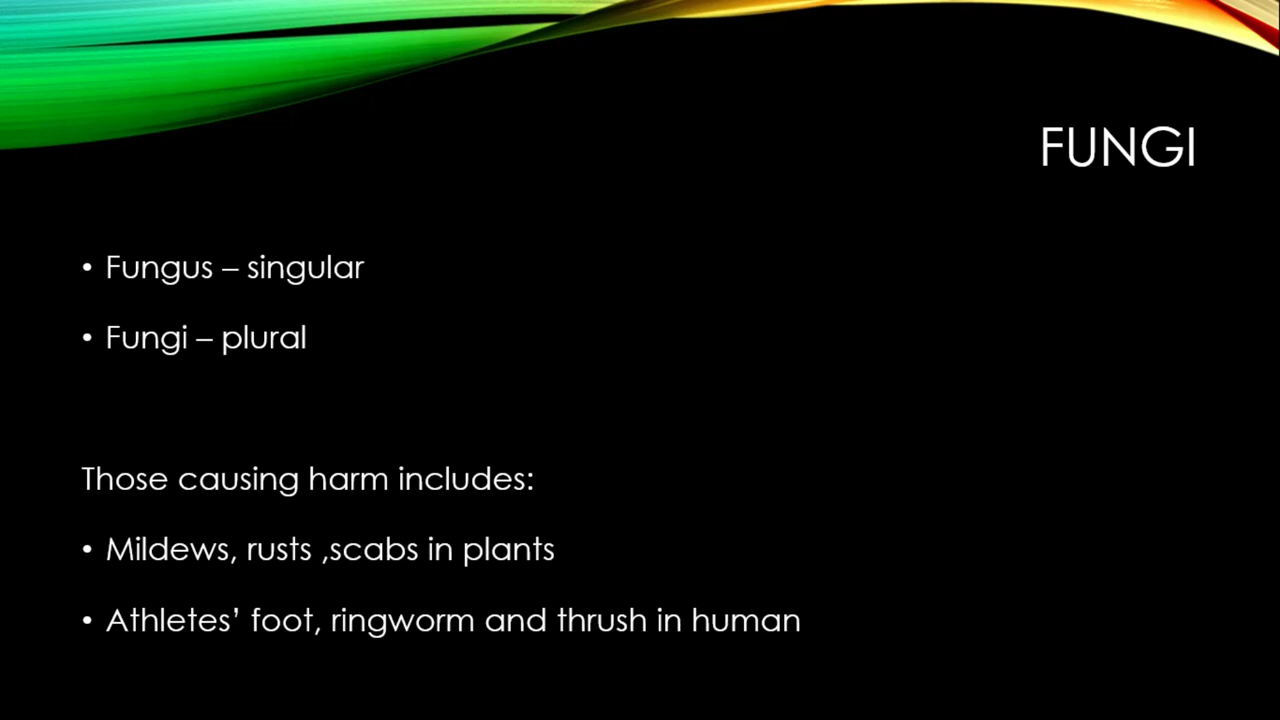 FUNGI
• Fungus – singular
• Fungi – plural
Those causing harm includes:
• Mildews, rusts ,scabs in plants
• Athletes’ foot, ringworm and thrush in human